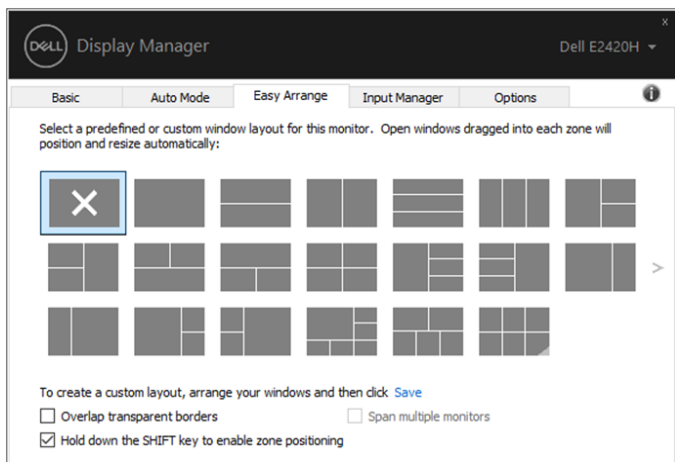 x
DELL Display Manager Dell E2420H
Basic Auto Mode Easy Arrange Input Manager Options i
Select a predefined or custom window layout for this monitor. Open windows dragged into each zone will
position and resize automatically:
>
To create a custom layout, arrange your windows and then click Save
Overlap transparent borders Span multiple monitors
Hold down the SHIFT key to enable zone positioning